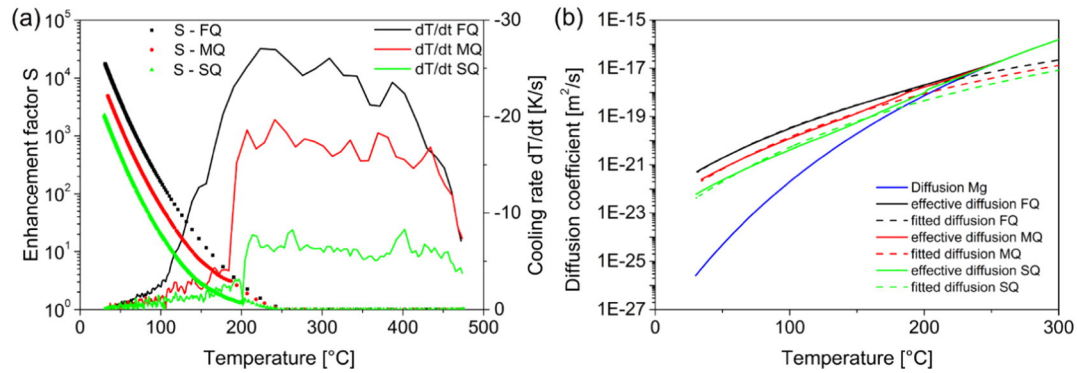 (a)
Enhancement factor S
10^5
10^4
10^3
10^2
10^1
10^0
S - FQ
S - MQ
S - SQ
dT/dt FQ
dT/dt MQ
dT/dt SQ
-30
-20
-10
0
Cooling rate dT/dt [K/s]
0 100 200 300 400 500
Temperature [°C]
(b)
Diffusion coefficient [m²/s]
1E-15
1E-17
1E-19
1E-21
1E-23
1E-25
1E-27
Diffusion Mg
effective diffusion FQ
fitted diffusion FQ
effective diffusion MQ
fitted diffusion MQ
effective diffusion SQ
fitted diffusion SQ
0 100 200 300
Temperature [°C]